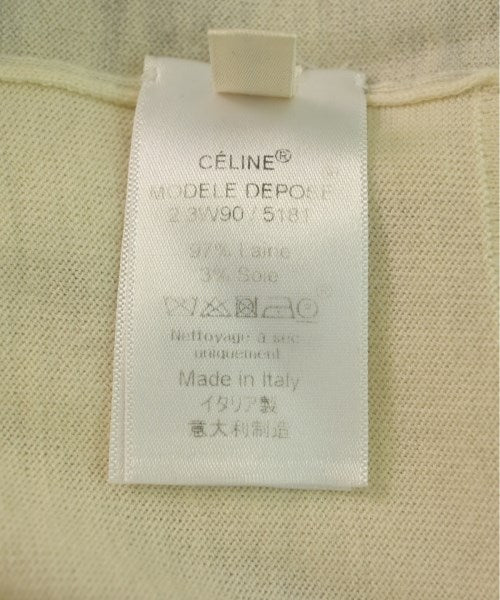 CÉLINE®
MODELE DEPOSE
2.3W90 / 5181
97% Laine
3% Soie
Nettoyage à sec
uniquement
Made in Italy
イタリア製
意大利制造